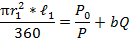 πr₁² * ℓ₁ / 360 = P₀ / P + bQ